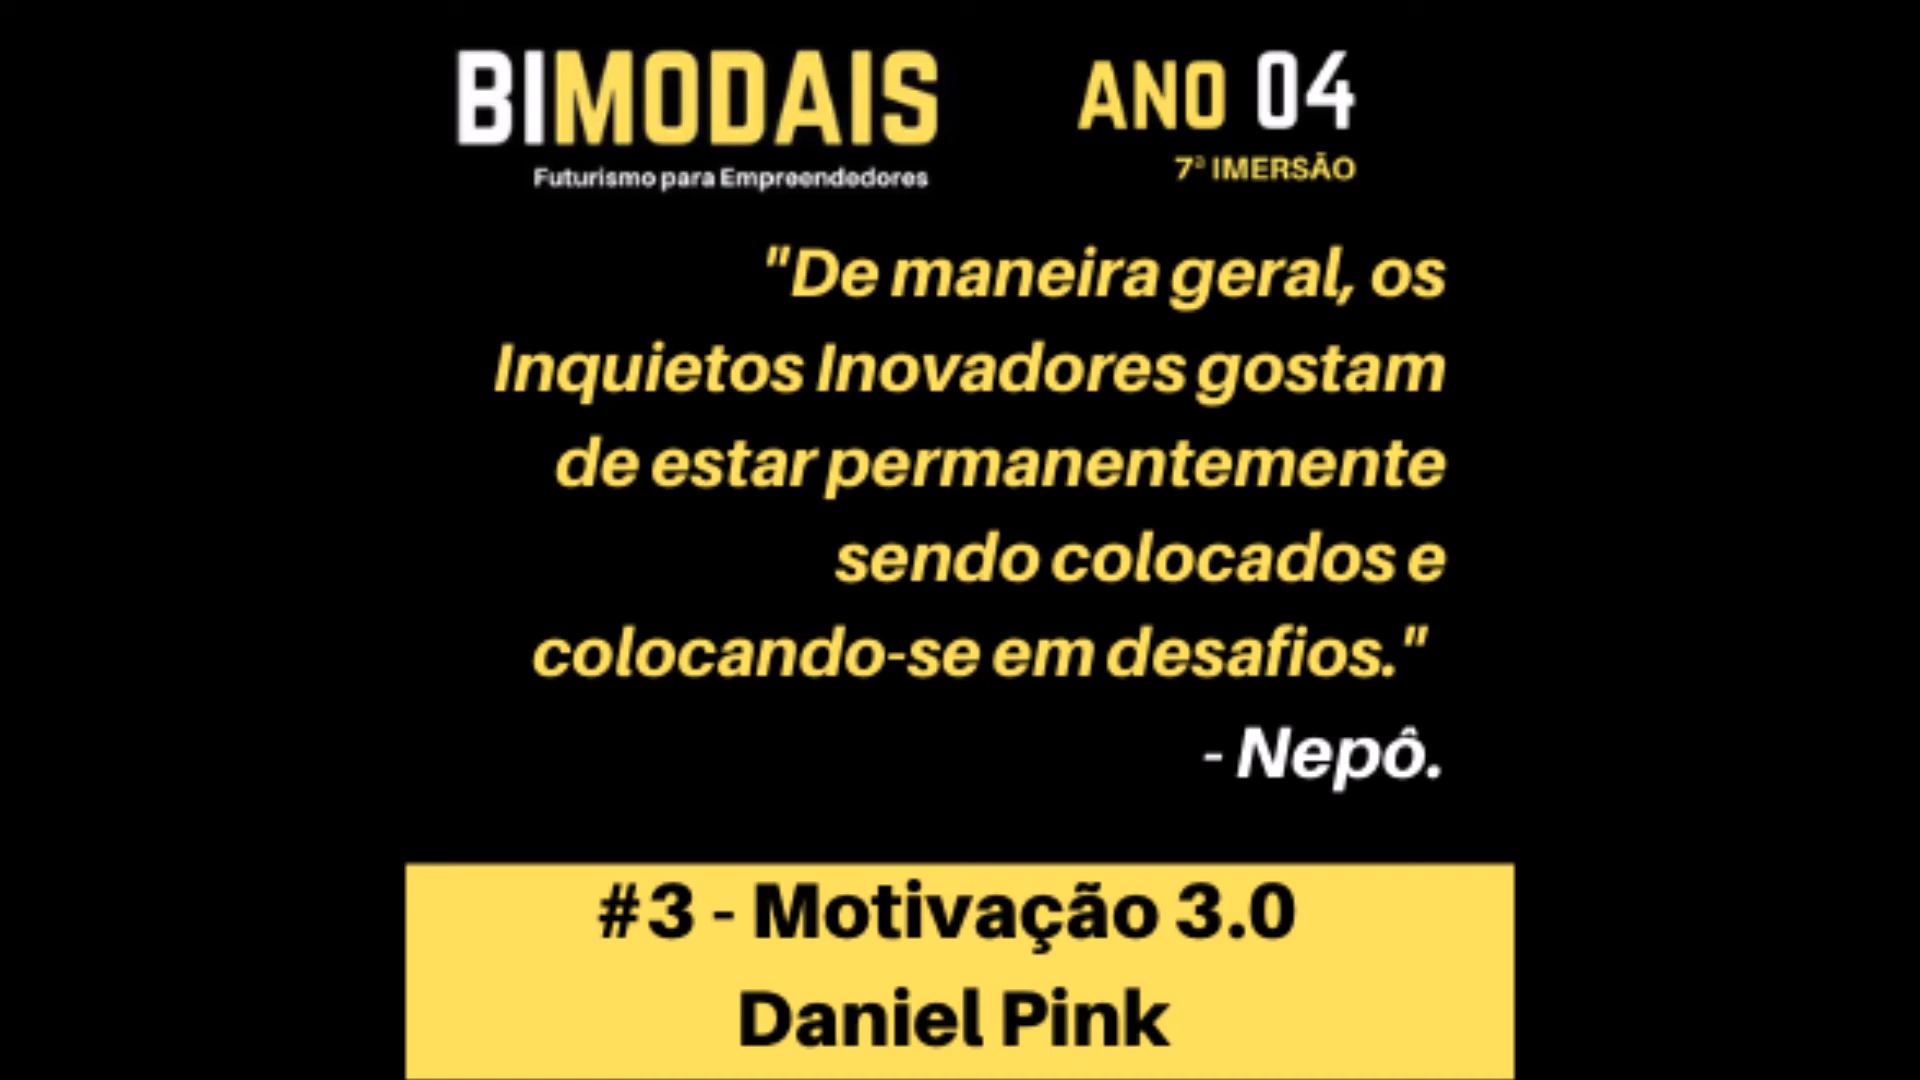 BIMODAIS
Futurismo para Empreendedores
ANO 04
7ª IMERSÃO
"De maneira geral, os
Inquietos Inovadores gostam
de estar permanentemente
sendo colocados e
colocando-se em desafios."
- Nepô.
#3 - Motivação 3.0
Daniel Pink